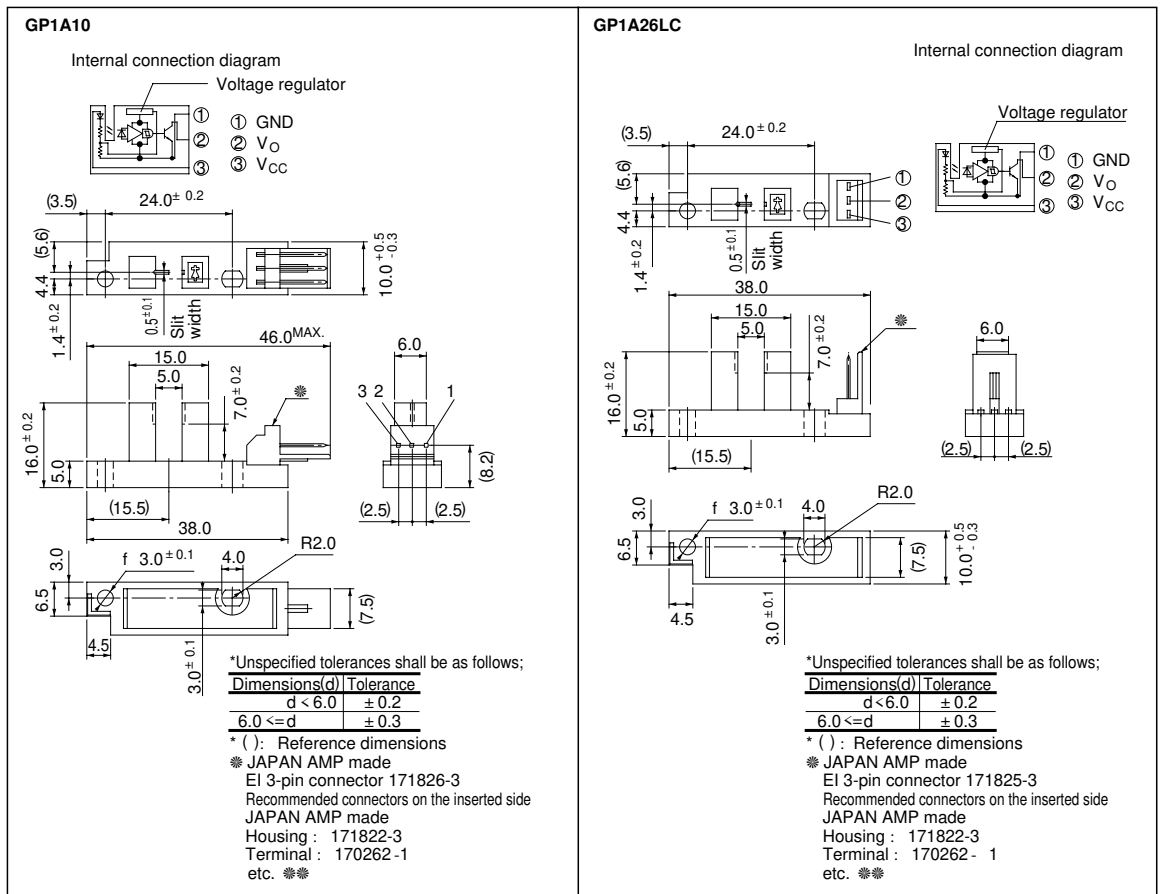 GP1A10
Internal connection diagram
Voltage regulator
① ① GND
② ② VO
③ ③ VCC
(3.5) 24.0± 0.2
(5.6)
4.4
1.4± 0.2
0.5±0.1
Slit
width
10.0 +0.5 -0.3
46.0MAX.
15.0
5.0
7.0± 0.2
16.0± 0.2
5.0
(15.5)
38.0
6.0
3 2 1
(8.2)
(2.5) (2.5)
f 3.0± 0.1 4.0 R2.0
3.0
6.5
4.5
3.0± 0.1
(7.5)
*Unspecified tolerances shall be as follows;
Dimensions(d) Tolerance
d < 6.0 ± 0.2
6.0 <= d ± 0.3
* ( ): Reference dimensions
❊ JAPAN AMP made
EI 3-pin connector 171826-3
Recommended connectors on the inserted side
JAPAN AMP made
Housing : 171822-3
Terminal : 170262 -1
etc. ❊❊
GP1A26LC
Internal connection diagram
Voltage regulator
① ① GND
② ② VO
③ ③ VCC
(3.5) 24.0± 0.2
(5.6)
4.4
1.4± 0.2
①
②
③
0.5±0.1
Slit
width
38.0
15.0
5.0
7.0± 0.2
❊
16.0± 0.2
5.0
(15.5)
6.0
(2.5) (2.5)
f 3.0± 0.1 4.0 R2.0
3.0
6.5
4.5
3.0± 0.1
(7.5)
10.0 +0.5 -0.3
*Unspecified tolerances shall be as follows;
Dimensions(d) Tolerance
d<6.0 ± 0.2
6.0 <=d ± 0.3
* ( ) : Reference dimensions
❊ JAPAN AMP made
EI 3-pin connector 171825-3
Recommended connectors on the inserted side
JAPAN AMP made
Housing : 171822-3
Terminal : 170262 - 1
etc. ❊❊